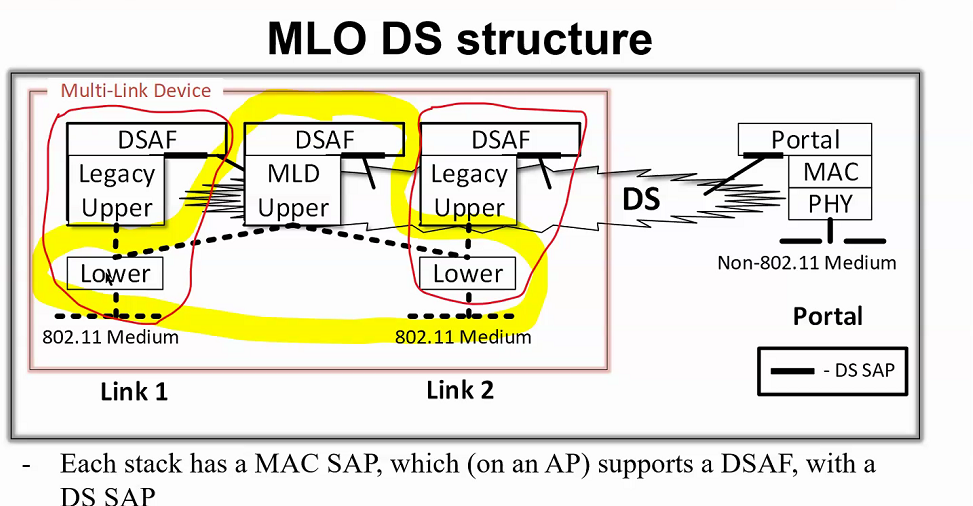 MLO DS structure
Multi-Link Device
DSAF
DSAF
DSAF
Portal
Legacy
Upper
MLD
Upper
Legacy
Upper
DS
MAC
PHY
Lower
Lower
Non-802.11 Medium
802.11 Medium
802.11 Medium
Portal
Link 1
Link 2
- DS SAP
- Each stack has a MAC SAP, which (on an AP) supports a DSAF, with a
DS SAP